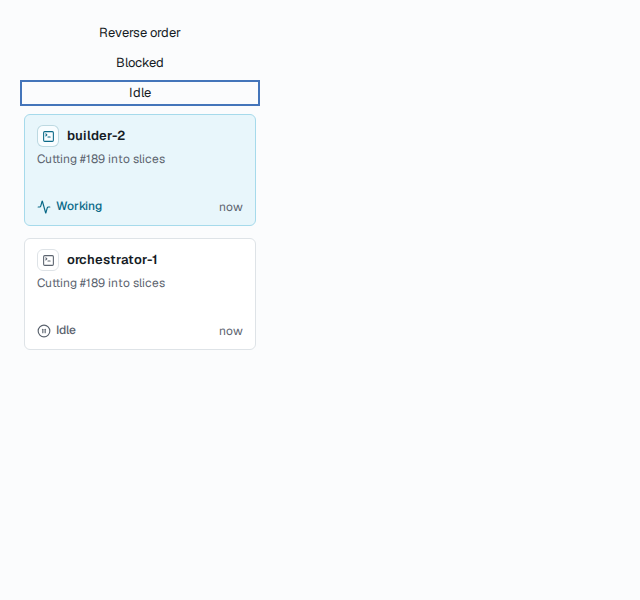 Reverse order
Blocked
Idle
builder-2
Cutting #189 into slices
Working now
orchestrator-1
Cutting #189 into slices
Idle now